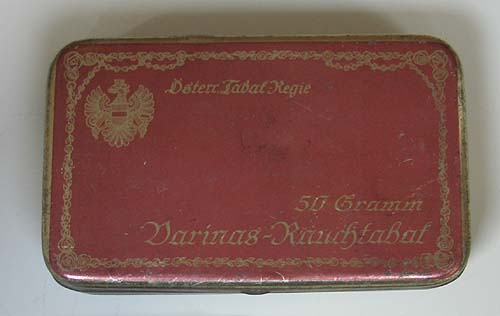 Österr. Tabak Regie
50 Gramm
Varinas-Rauchtabak